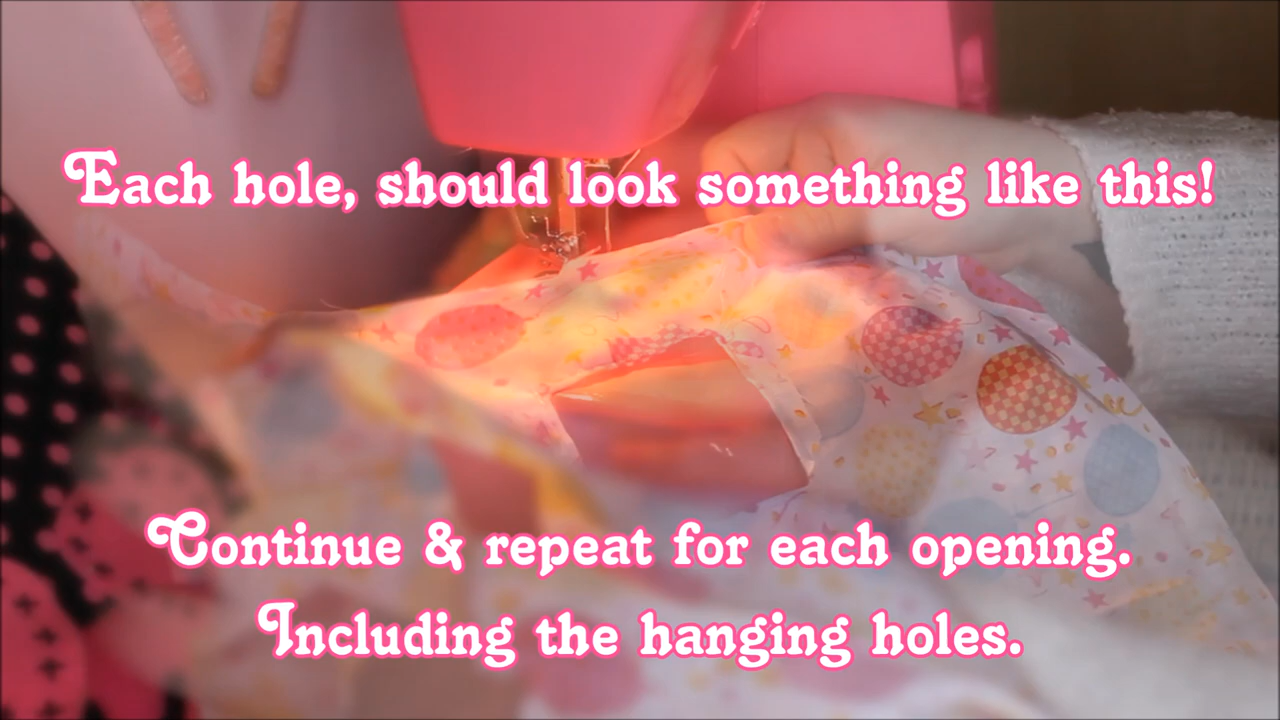 Each hole, should look something like this!
Continue & repeat for each opening.
Including the hanging holes.